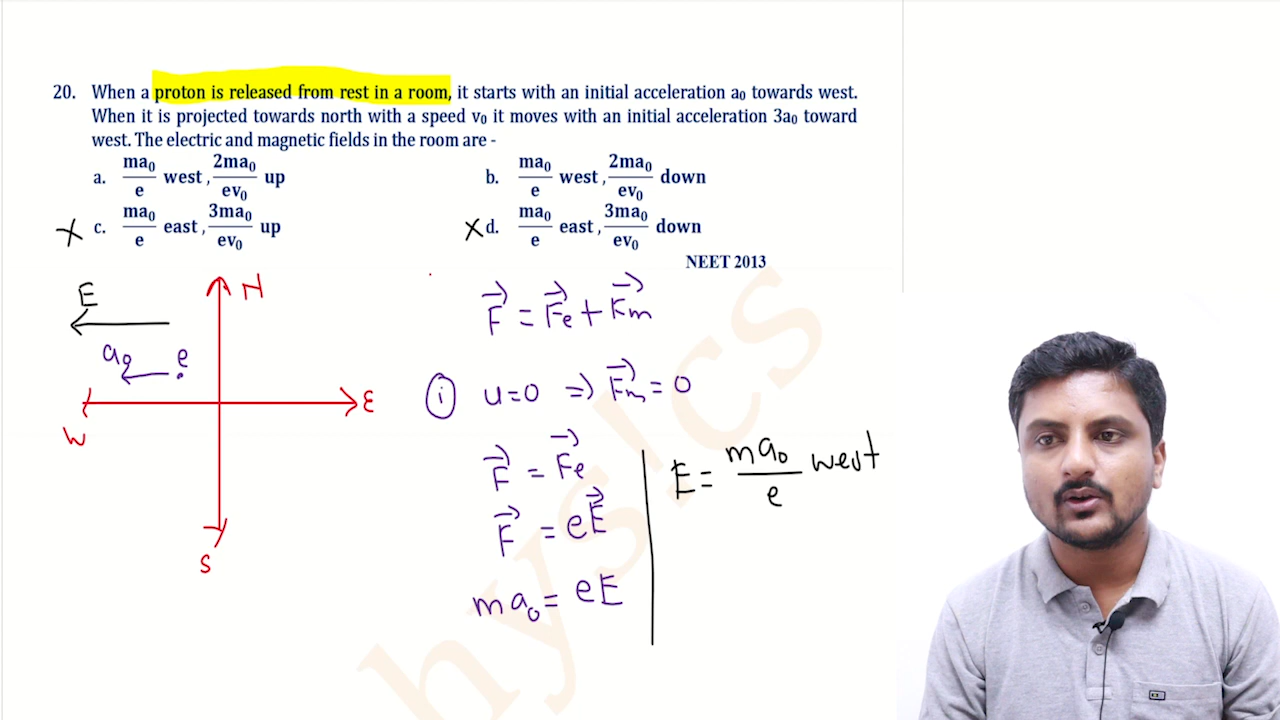 20. When a proton is released from rest in a room, it starts with an initial acceleration a₀ towards west.
When it is projected towards north with a speed v₀ it moves with an initial acceleration 3a₀ toward
west. The electric and magnetic fields in the room are -
a. ma₀/e west, 2ma₀/ev₀ up
b. ma₀/e west, 2ma₀/ev₀ down
X c. ma₀/e east, 3ma₀/ev₀ up
X d. ma₀/e east, 3ma₀/ev₀ down
NEET 2013
E
N
a₀ e
W
E
S
F⃗ = F⃗e + F⃗m
(i) u=0 ⇒ F⃗m = 0
F⃗ = F⃗e
F⃗ = eE⃗
ma₀ = eE
E = ma₀/e west
hysics